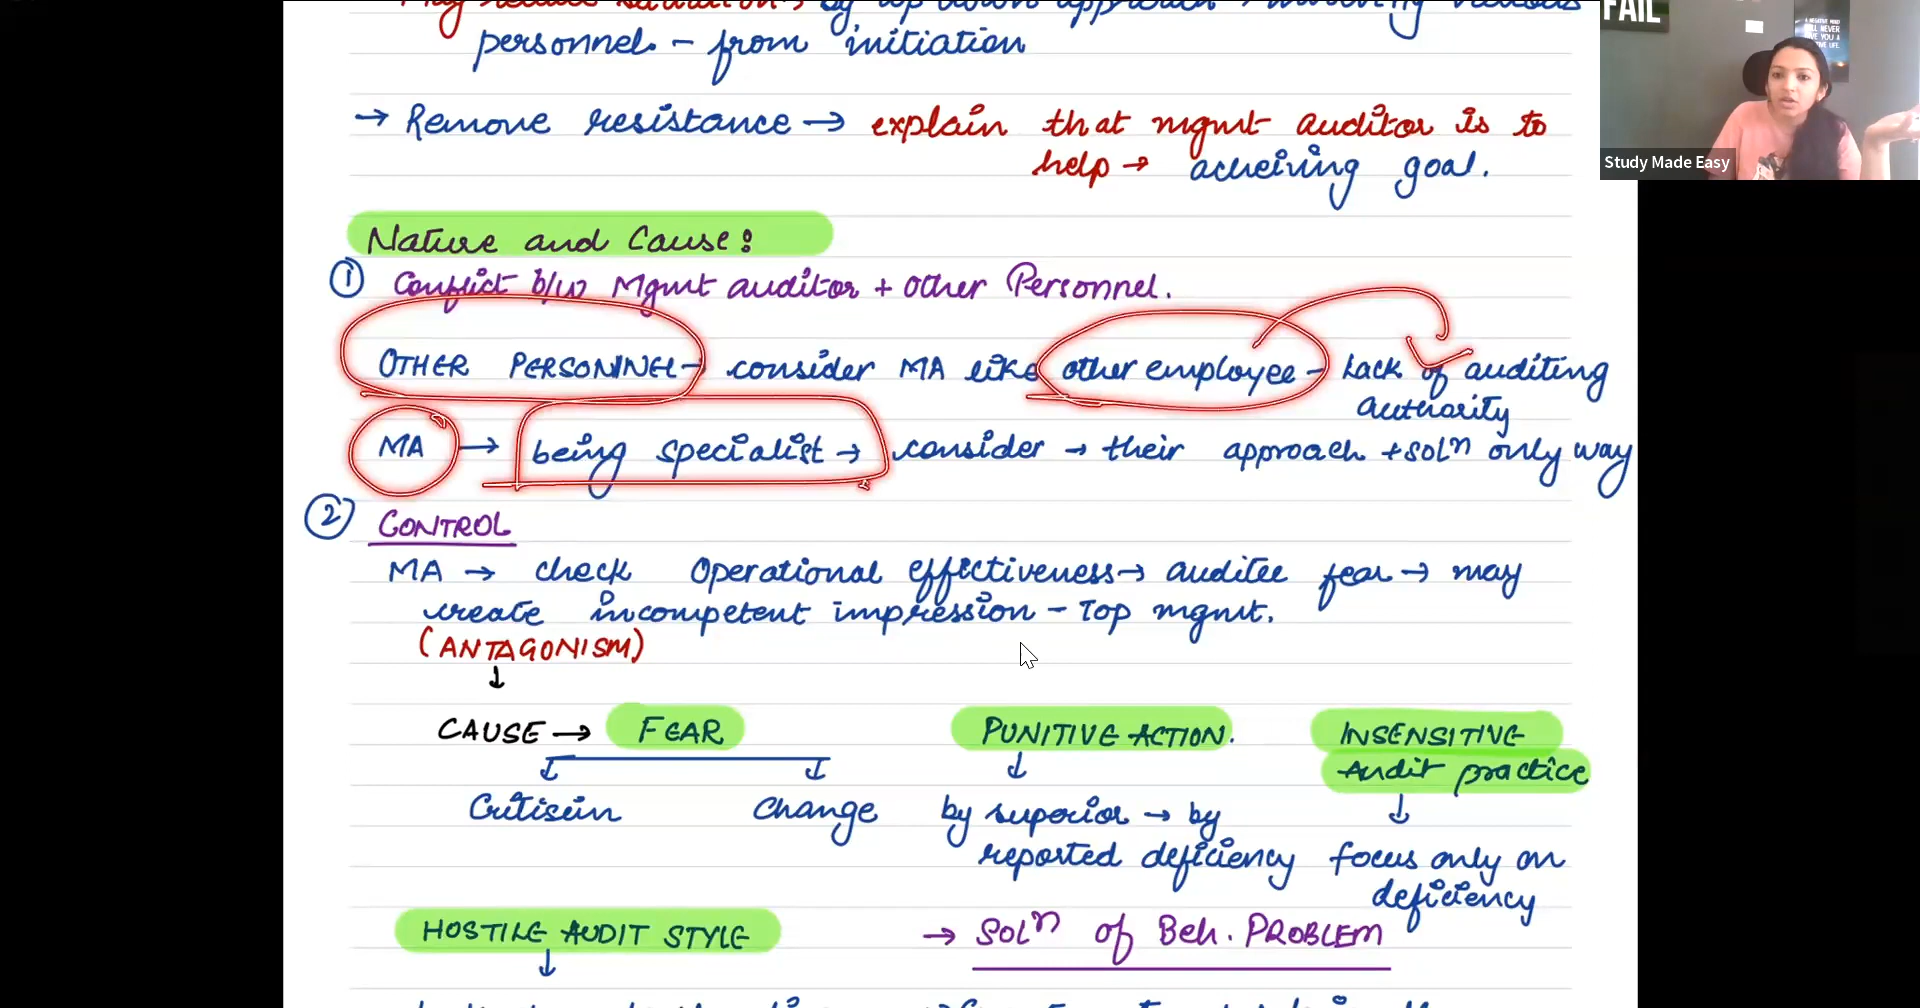 FAIL
personnel. – from initiation
→ Remove resistance → explain that mgmt auditor is to
help → acheiving goal.
Study Made Easy
Nature and Cause:
① Conflict b/w Mgmt auditor + other Personnel.
OTHER PERSONNEL – consider MA like other employee – Lack of auditing
authority
MA → being specialist → consider → their approach + solⁿ only way
② CONTROL
MA → check Operational effectiveness → auditee fear → may
create incompetent impression – Top mgmt.
(ANTAGONISM)
↓
CAUSE → FEAR PUNITIVE ACTION. INSENSITIVE
Audit practice
Critisim change by superior → by
reported deficiency focus only on
deficiency
HOSTILE AUDIT STYLE → Solⁿ of Beh. PROBLEM